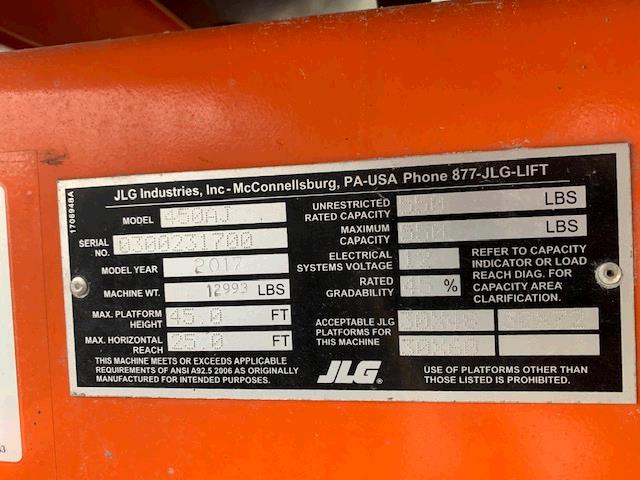 JLG Industries, Inc - McConnellsburg, PA-USA Phone 877-JLG-LIFT
1706948A
MODEL 450AJ
SERIAL NO. 0300231700
MODEL YEAR 2017
MACHINE WT. 12993 LBS
MAX. PLATFORM HEIGHT 45.0 FT
MAX. HORIZONTAL REACH 25.0 FT
THIS MACHINE MEETS OR EXCEEDS APPLICABLE
REQUIREMENTS OF ANSI A92.5 2006 AS ORIGINALLY
MANUFACTURED FOR INTENDED PURPOSES.
UNRESTRICTED RATED CAPACITY LBS
MAXIMUM CAPACITY LBS
ELECTRICAL SYSTEMS VOLTAGE 12
RATED GRADABILITY 45 %
REFER TO CAPACITY
INDICATOR OR LOAD
REACH DIAG. FOR
CAPACITY AREA
CLARIFICATION.
ACCEPTABLE JLG
PLATFORMS FOR
THIS MACHINE
30X60
JLG
USE OF PLATFORMS OTHER THAN
THOSE LISTED IS PROHIBITED.